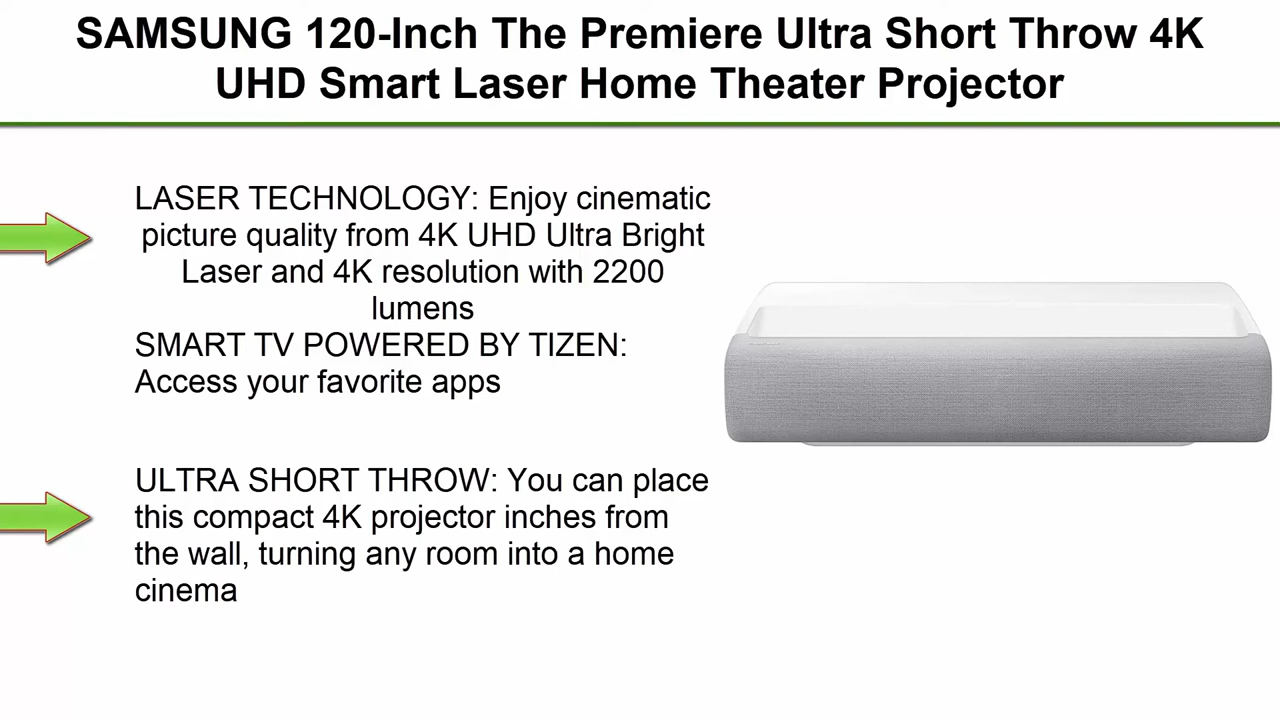 SAMSUNG 120-Inch The Premiere Ultra Short Throw 4K
UHD Smart Laser Home Theater Projector
LASER TECHNOLOGY: Enjoy cinematic
picture quality from 4K UHD Ultra Bright
Laser and 4K resolution with 2200
lumens
SMART TV POWERED BY TIZEN:
Access your favorite apps
ULTRA SHORT THROW: You can place
this compact 4K projector inches from
the wall, turning any room into a home
cinema